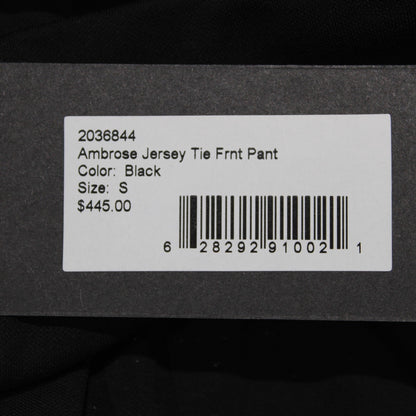 2036844
Ambrose Jersey Tie Frnt Pant
Color: Black
Size: S
$445.00
6 28292 91002 1